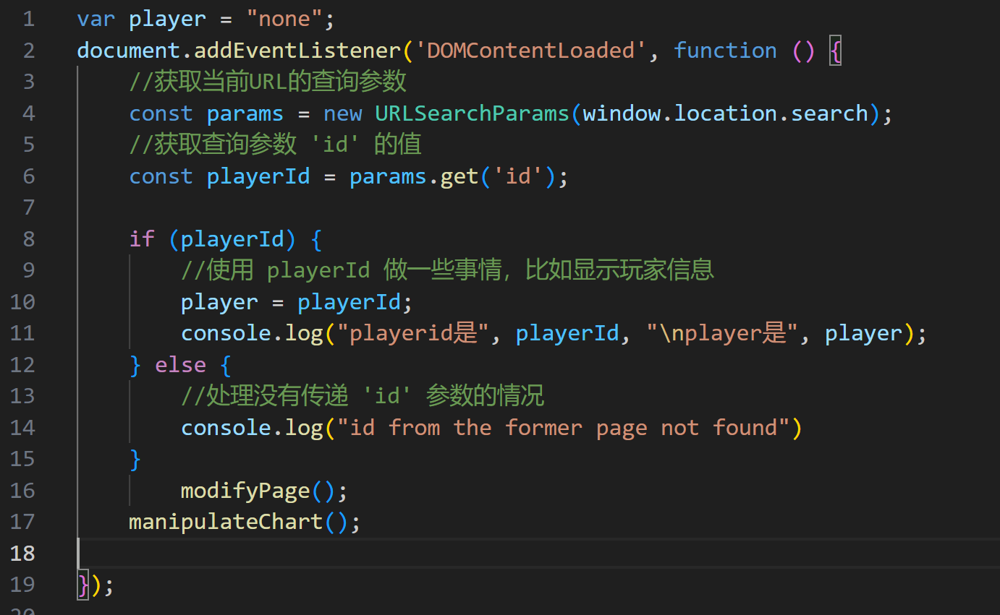 1 var player = "none";
2 document.addEventListener('DOMContentLoaded', function () {
3 //获取当前URL的查询参数
4 const params = new URLSearchParams(window.location.search);
5 //获取查询参数 'id' 的值
6 const playerId = params.get('id');
7
8 if (playerId) {
9 //使用 playerId 做一些事情，比如显示玩家信息
10 player = playerId;
11 console.log("playerid是", playerId, "\nplayer是", player);
12 } else {
13 //处理没有传递 'id' 参数的情况
14 console.log("id from the former page not found")
15 }
16 modifyPage();
17 manipulateChart();
18
19 });
20